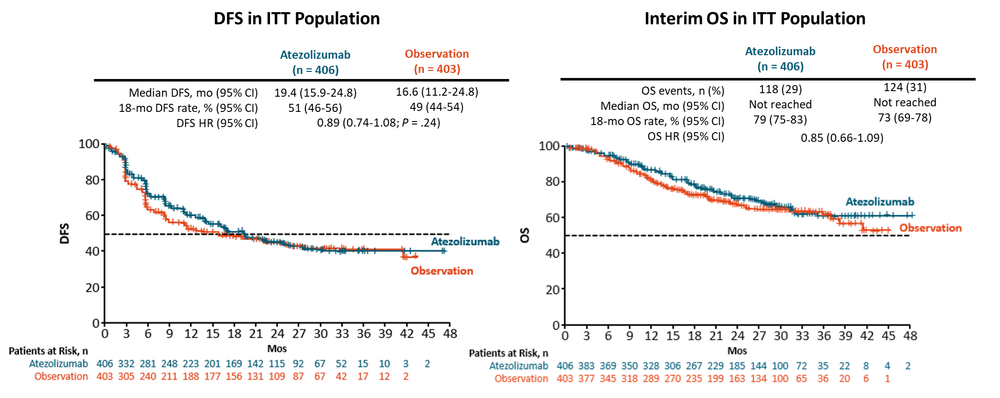 DFS in ITT Population
Atezolizumab
(n = 406)
Observation
(n = 403)
Median DFS, mo (95% CI) 19.4 (15.9-24.8) 16.6 (11.2-24.8)
18-mo DFS rate, % (95% CI) 51 (46-56) 49 (44-54)
DFS HR (95% CI) 0.89 (0.74-1.08; P = .24)
100
80
60
40
20
0
DFS
Atezolizumab
Observation
0 3 6 9 12 15 18 21 24 27 30 33 36 39 42 45 48
Mos
Patients at Risk, n
Atezolizumab 406 332 281 248 223 201 169 142 115 92 67 52 15 10 3 2
Observation 403 305 240 211 188 177 156 131 109 87 67 42 17 12 2
Interim OS in ITT Population
Atezolizumab
(n = 406)
Observation
(n = 403)
OS events, n (%) 118 (29) 124 (31)
Median OS, mo (95% CI) Not reached Not reached
18-mo OS rate, % (95% CI) 79 (75-83) 73 (69-78)
OS HR (95% CI) 0.85 (0.66-1.09)
100
80
60
40
20
0
OS
Atezolizumab
Observation
0 3 6 9 12 15 18 21 24 27 30 33 36 39 42 45 48
Mos
Patients at Risk, n
Atezolizumab 406 383 369 350 328 306 267 229 185 144 100 72 35 22 8 4 2
Observation 403 377 345 318 289 270 235 199 163 134 100 65 36 20 6 1